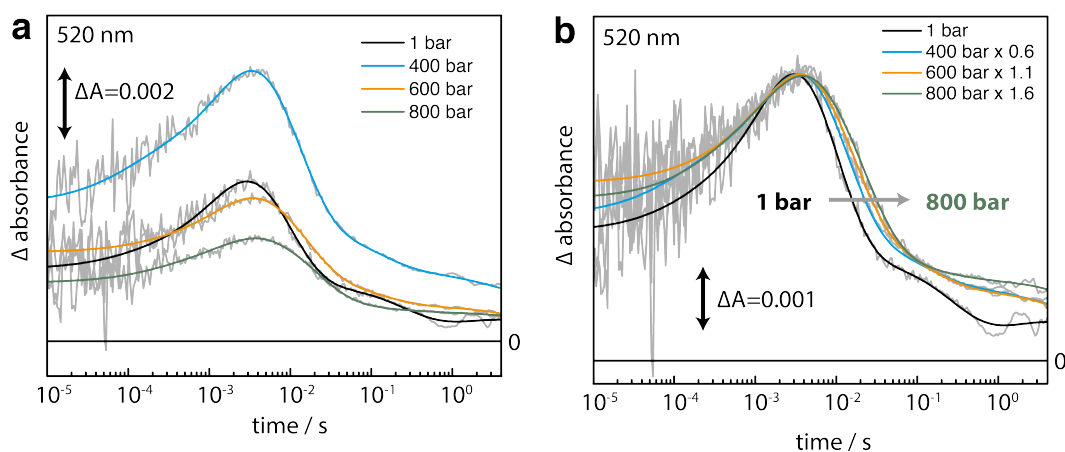 a
520 nm
1 bar
400 bar
600 bar
800 bar
ΔA=0.002
Δ absorbance
0
10⁻⁵ 10⁻⁴ 10⁻³ 10⁻² 10⁻¹ 10⁰
time / s
b
520 nm
1 bar
400 bar x 0.6
600 bar x 1.1
800 bar x 1.6
1 bar 800 bar
ΔA=0.001
Δ absorbance
0
10⁻⁵ 10⁻⁴ 10⁻³ 10⁻² 10⁻¹ 10⁰
time / s